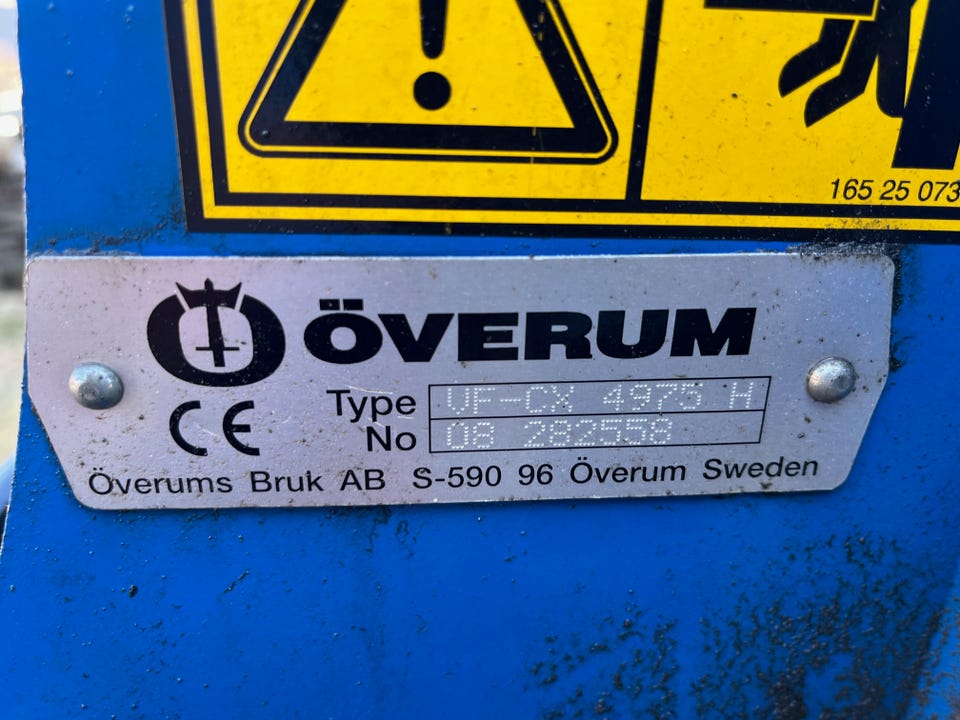 165 25 073
ÖVERUM
Type VF-CX 4975 H
No 08 282558
CE
Överums Bruk AB S-590 96 Överum Sweden